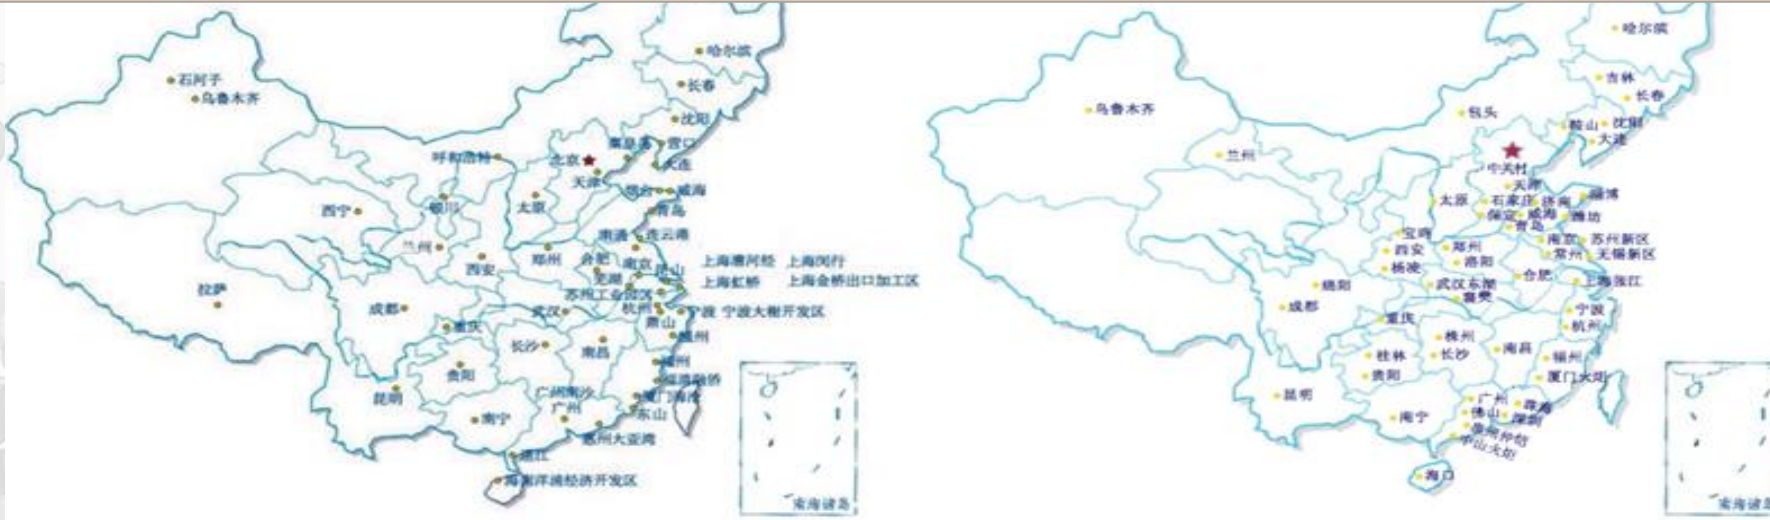 哈尔滨
石河子
乌鲁木齐
长春
沈阳
呼和浩特
北京
秦皇岛
营口
大连
天津
烟台
威海
银川
太原
西宁
青岛
南通
连云港
兰州
西安
郑州
合肥
南京
昆山
上海漕河经
上海闵行
芜湖
上海虹桥
上海金桥出口加工区
苏州工业园区
拉萨
成都
武汉
杭州
宁波
宁波大榭开发区
萧山
重庆
温州
长沙
南昌
福州
贵阳
福清融侨
昆明
广州南沙
厦门海沧
广州
东山
南宁
惠州大亚湾
湛江
海南洋浦经济开发区
南海诸岛
哈尔滨
吉林
长春
乌鲁木齐
包头
鞍山
沈阳
大连
兰州
中关村
天津
太原
石家庄
济南
淄博
保定
威海
潍坊
青岛
宝鸡
西安
郑州
南京
苏州新区
杨凌
洛阳
常州
无锡新区
合肥
绵阳
武汉东湖
上海张江
襄樊
成都
重庆
宁波
杭州
株洲
桂林
长沙
南昌
福州
贵阳
厦门火炬
昆明
广州
珠海
南宁
佛山
深圳
惠州仲恺
中山火炬
海口
南海诸岛